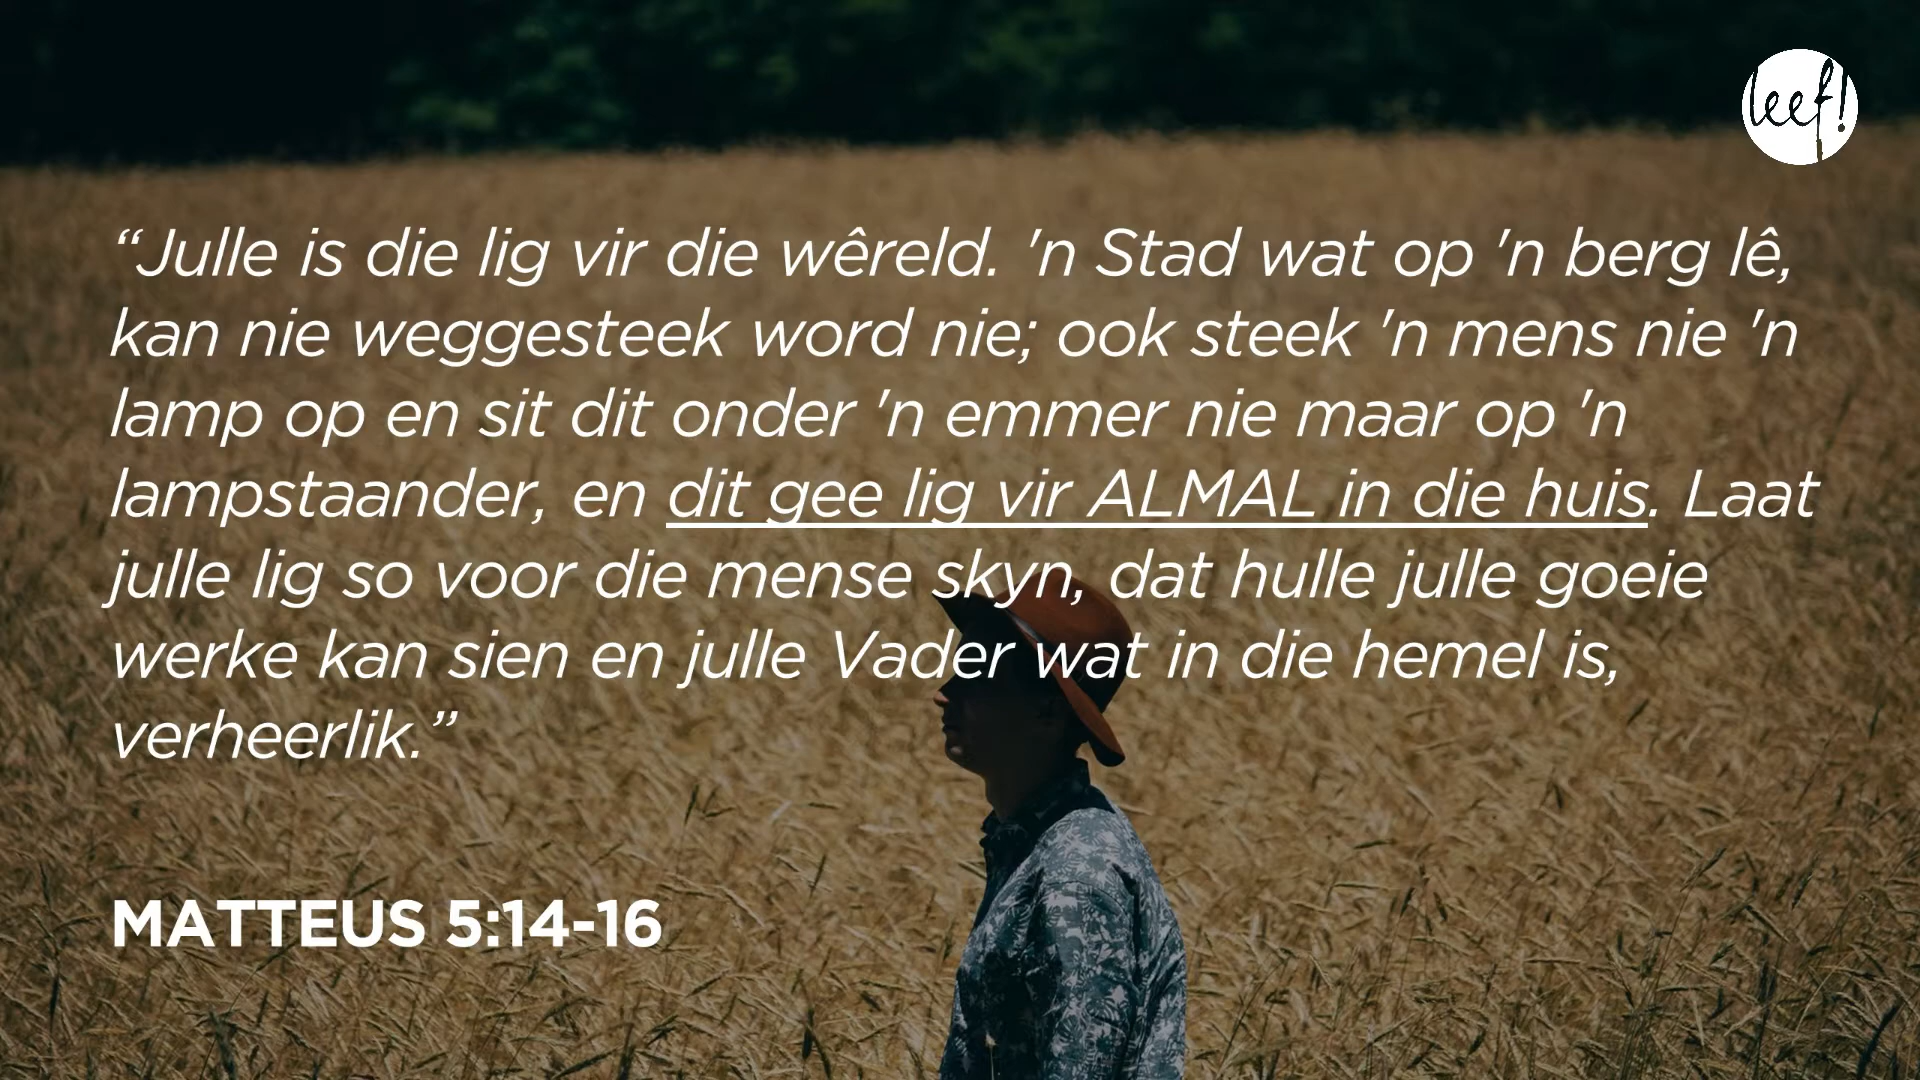 leef!
“Julle is die lig vir die wêreld. 'n Stad wat op 'n berg lê,
kan nie weggesteek word nie; ook steek 'n mens nie 'n
lamp op en sit dit onder 'n emmer nie maar op 'n
lampstaander, en dit gee lig vir ALMAL in die huis. Laat
julle lig so voor die mense skyn, dat hulle julle goeie
werke kan sien en julle Vader wat in die hemel is,
verheerlik.”
MATTEUS 5:14-16